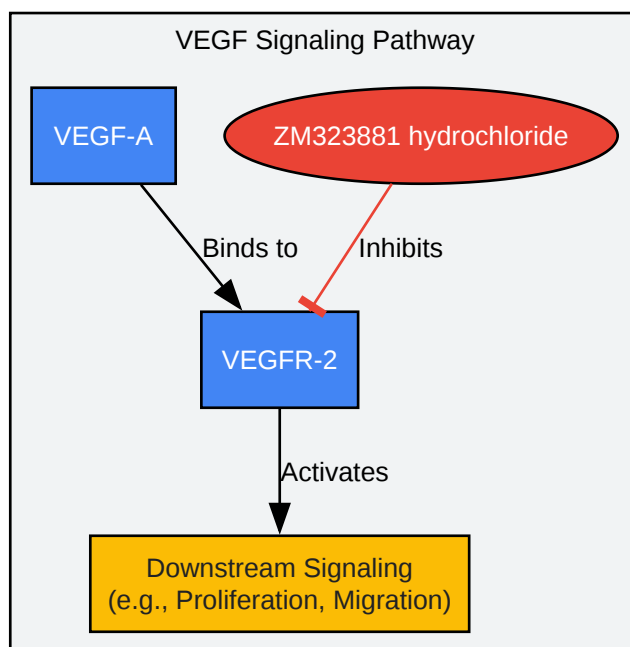 VEGF Signaling Pathway
VEGF-A
ZM323881 hydrochloride
Binds to
Inhibits
VEGFR-2
Activates
Downstream Signaling
(e.g., Proliferation, Migration)